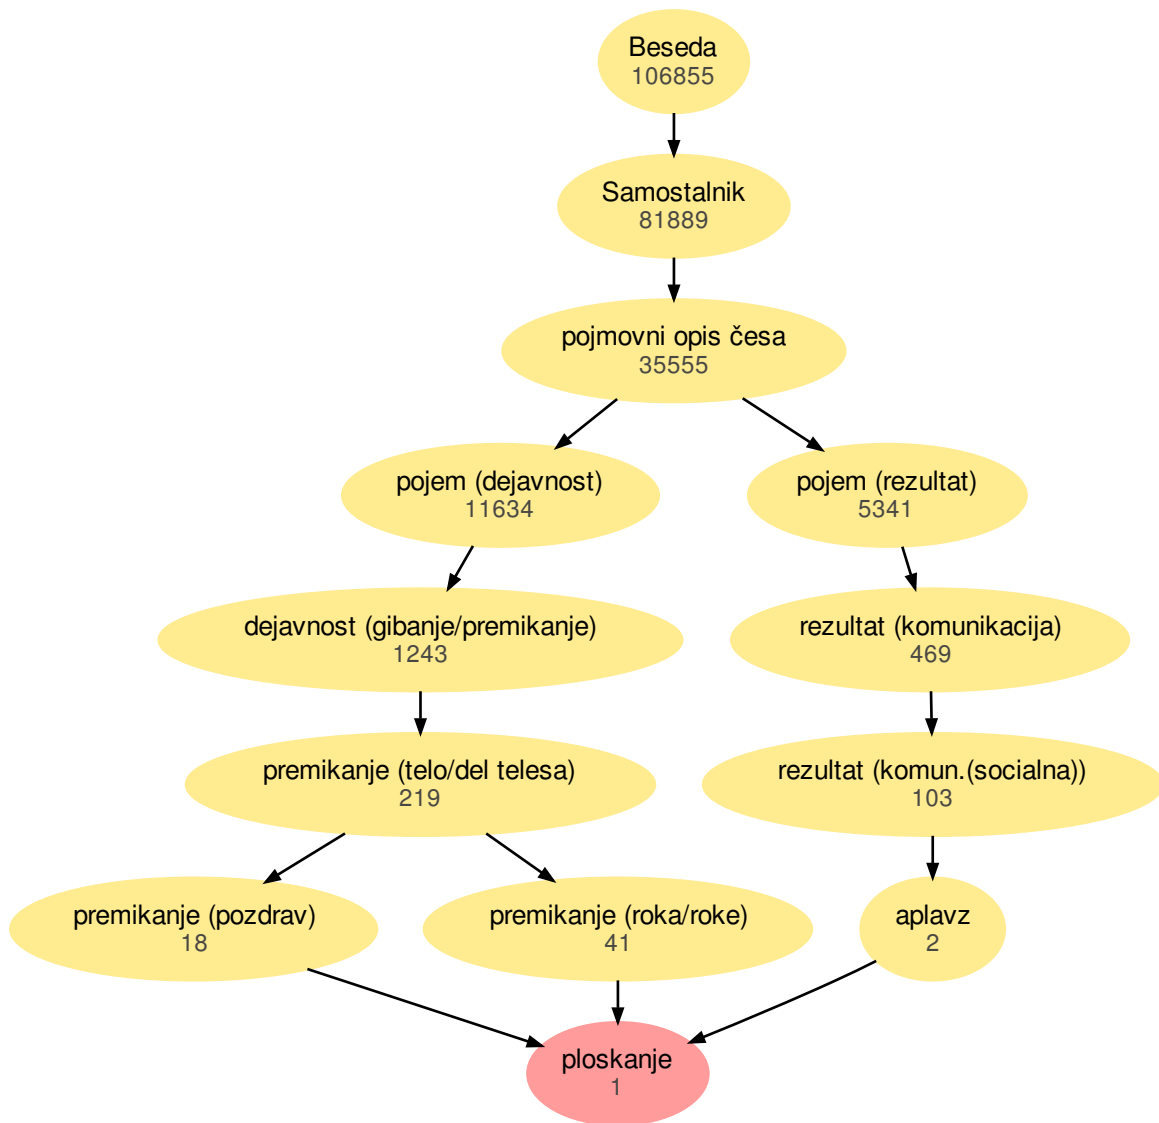 Beseda
106855
Samostalnik
81889
pojmovni opis česa
35555
pojem (dejavnost)
11634
pojem (rezultat)
5341
dejavnost (gibanje/premikanje)
1243
rezultat (komunikacija)
469
premikanje (telo/del telesa)
219
rezultat (komun.(socialna))
103
premikanje (pozdrav)
18
premikanje (roka/roke)
41
aplavz
2
ploskanje
1